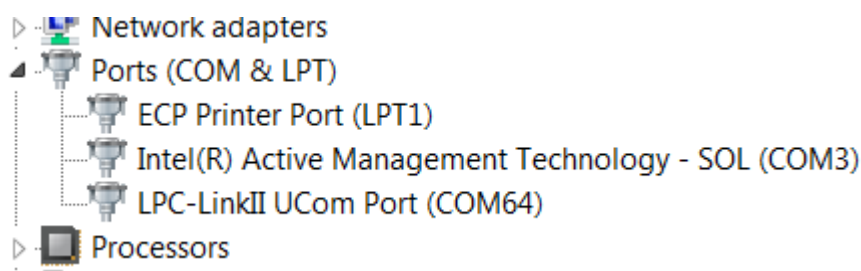 Network adapters
Ports (COM & LPT)
ECP Printer Port (LPT1)
Intel(R) Active Management Technology - SOL (COM3)
LPC-LinkII UCom Port (COM64)
Processors